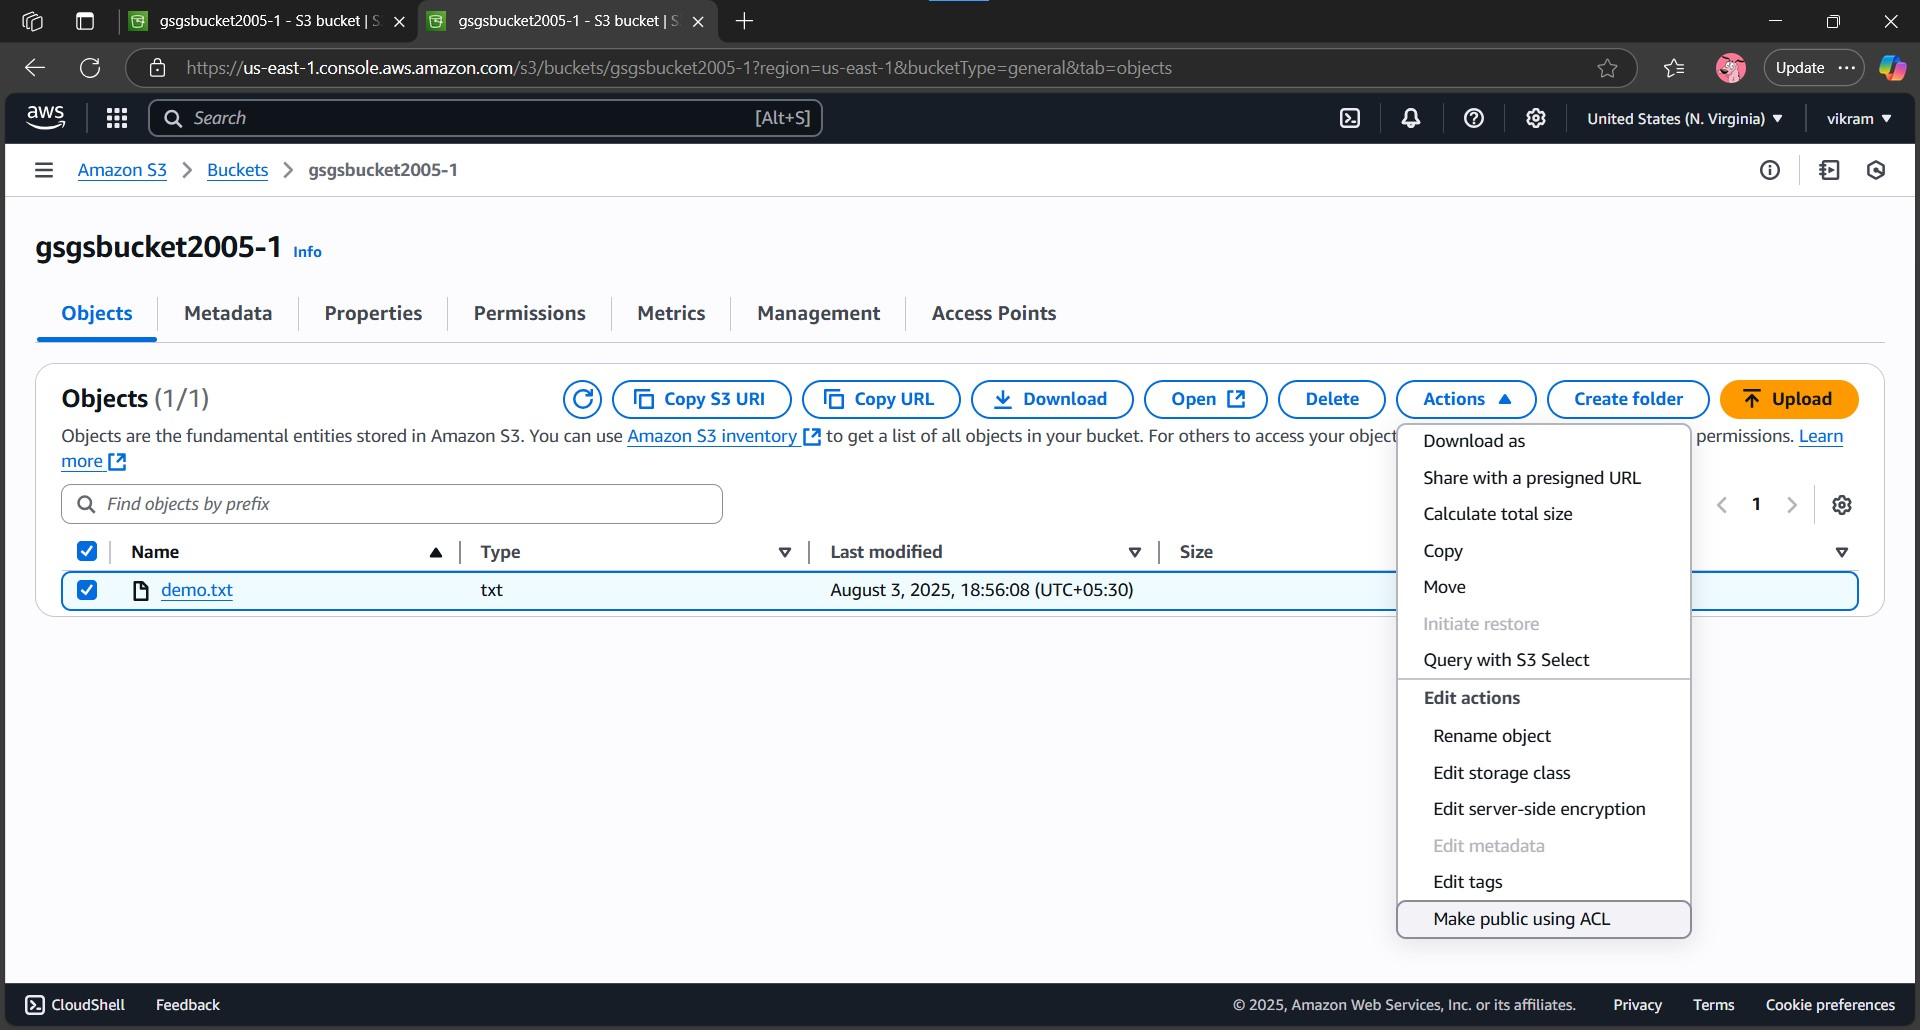 gsgsbucket2005-1 - S3 bucket | S
gsgsbucket2005-1 - S3 bucket | S
https://us-east-1.console.aws.amazon.com/s3/buckets/gsgsbucket2005-1?region=us-east-1&bucketType=general&tab=objects
Update
aws
Search
[Alt+S]
United States (N. Virginia)
vikram
Amazon S3
Buckets
gsgsbucket2005-1
gsgsbucket2005-1 Info
Objects
Metadata
Properties
Permissions
Metrics
Management
Access Points
Objects (1/1)
Copy S3 URI
Copy URL
Download
Open
Delete
Actions
Create folder
Upload
Objects are the fundamental entities stored in Amazon S3. You can use Amazon S3 inventory to get a list of all objects in your bucket. For others to access your object permissions. Learn
more
Find objects by prefix
1
Name
Type
Last modified
Size
demo.txt
txt
August 3, 2025, 18:56:08 (UTC+05:30)
Download as
Share with a presigned URL
Calculate total size
Copy
Move
Initiate restore
Query with S3 Select
Edit actions
Rename object
Edit storage class
Edit server-side encryption
Edit metadata
Edit tags
Make public using ACL
CloudShell
Feedback
© 2025, Amazon Web Services, Inc. or its affiliates.
Privacy
Terms
Cookie preferences